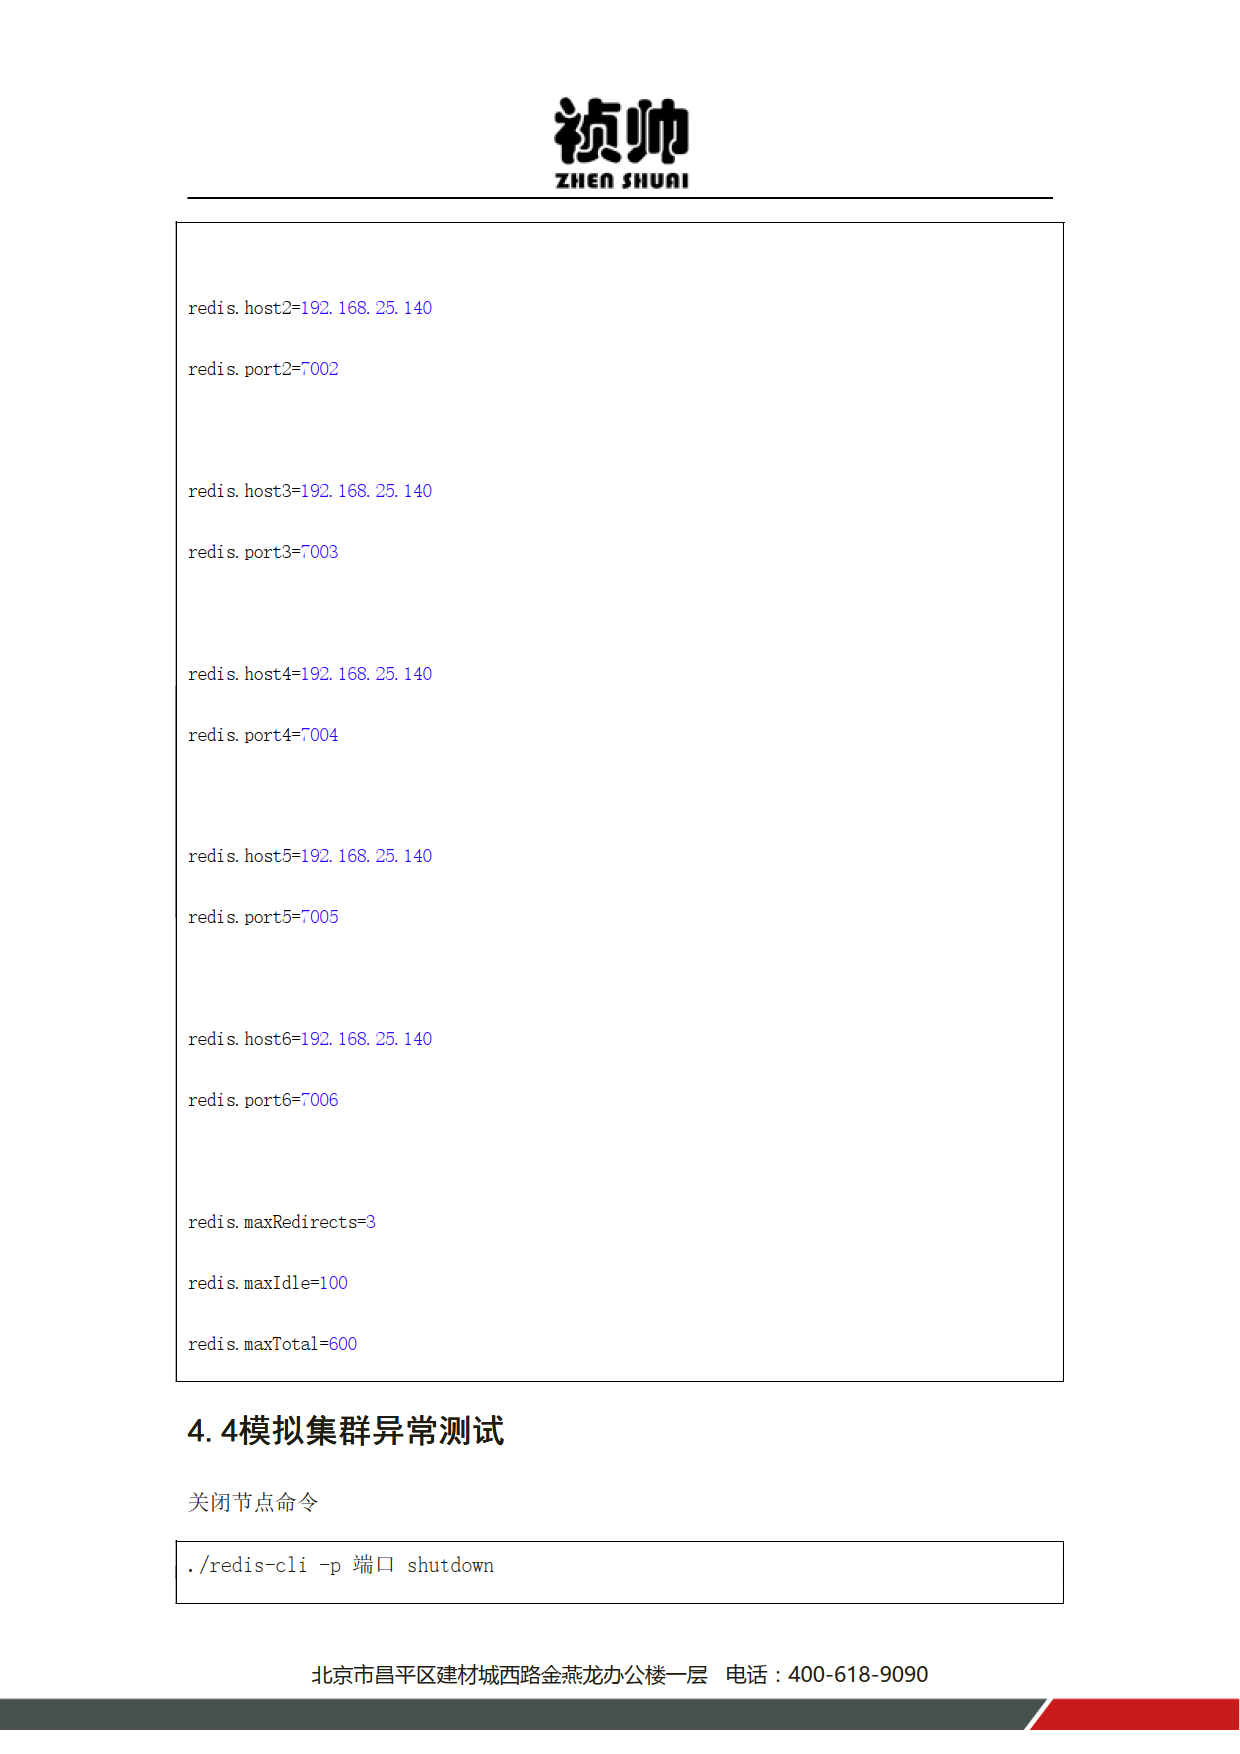 祯帅
ZHEN SHUAI
redis.host2=192.168.25.140
redis.port2=7002
redis.host3=192.168.25.140
redis.port3=7003
redis.host4=192.168.25.140
redis.port4=7004
redis.host5=192.168.25.140
redis.port5=7005
redis.host6=192.168.25.140
redis.port6=7006
redis.maxRedirects=3
redis.maxIdle=100
redis.maxTotal=600
4.4模拟集群异常测试
关闭节点命令
./redis-cli -p 端口 shutdown
北京市昌平区建材城西路金燕龙办公楼一层 电话：400-618-9090